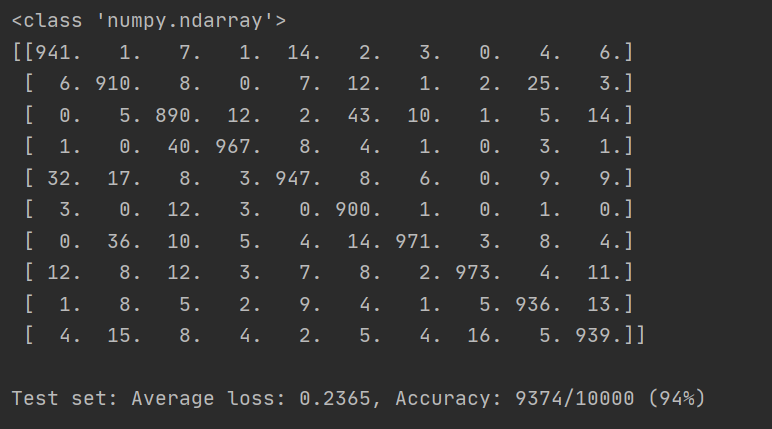 <class 'numpy.ndarray'>
[[941.   1.   7.   1.  14.   2.   3.   0.   4.   6.]
 [  6. 910.   8.   0.   7.  12.   1.   2.  25.   3.]
 [  0.   5. 890.  12.   2.  43.  10.   1.   5.  14.]
 [  1.   0.  40. 967.   8.   4.   1.   0.   3.   1.]
 [ 32.  17.   8.   3. 947.   8.   6.   0.   9.   9.]
 [  3.   0.  12.   3.   0. 900.   1.   0.   1.   0.]
 [  0.  36.  10.   5.   4.  14. 971.   3.   8.   4.]
 [ 12.   8.  12.   3.   7.   8.   2. 973.   4.  11.]
 [  1.   8.   5.   2.   9.   4.   1.   5. 936.  13.]
 [  4.  15.   8.   4.   2.   5.   4.  16.   5. 939.]]
Test set: Average loss: 0.2365, Accuracy: 9374/10000 (94%)